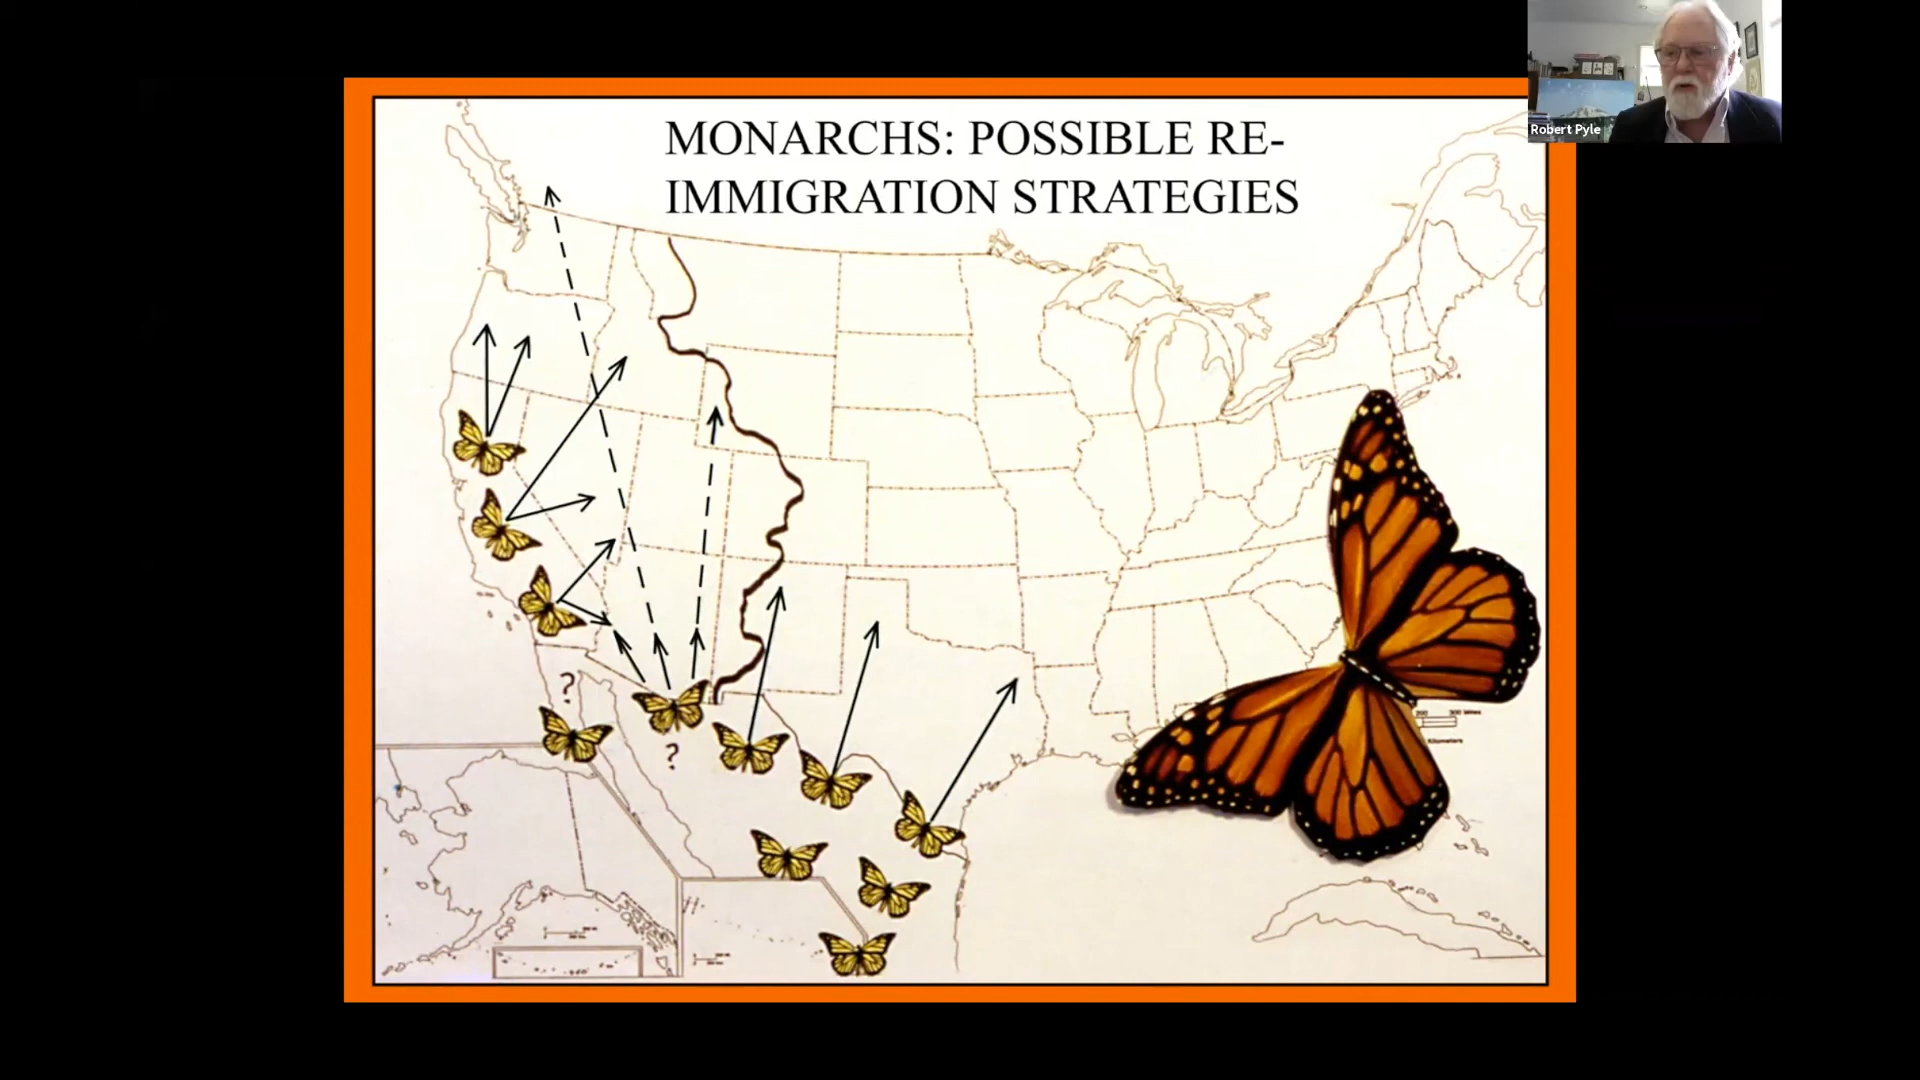 MONARCHS: POSSIBLE RE-
IMMIGRATION STRATEGIES
Robert Pyle
?
?